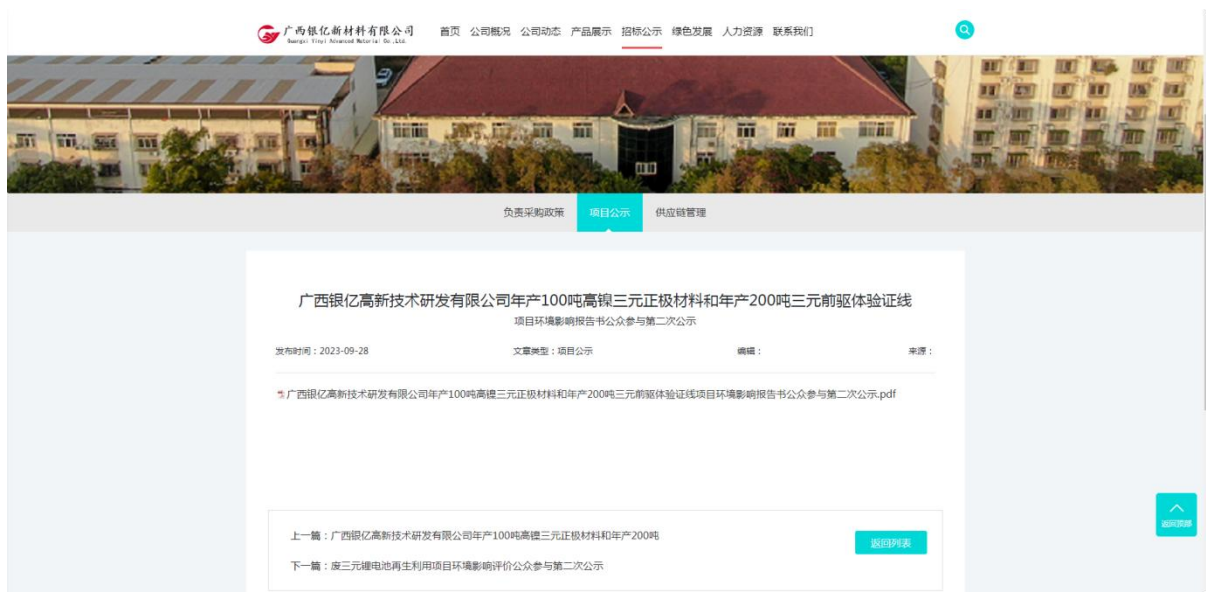 广西银亿新材料有限公司
Guangxi Yinyi Advanced Material Co.,Ltd.
首页 公司概况 公司动态 产品展示 招标公示 绿色发展 人力资源 联系我们
负责采购政策 项目公示 供应链管理
广西银亿高新技术研发有限公司年产100吨高镍三元正极材料和年产200吨三元前驱体验证线
项目环境影响报告书公众参与第二次公示
发布时间：2023-09-28 文章类型：项目公示 编辑： 来源：
广西银亿高新技术研发有限公司年产100吨高镍三元正极材料和年产200吨三元前驱体验证线项目环境影响报告书公众参与第二次公示.pdf
返回顶部
上一篇：广西银亿高新技术研发有限公司年产100吨高镍三元正极材料和年产200吨
返回列表
下一篇：废三元锂电池再生利用项目环境影响评价公众参与第二次公示